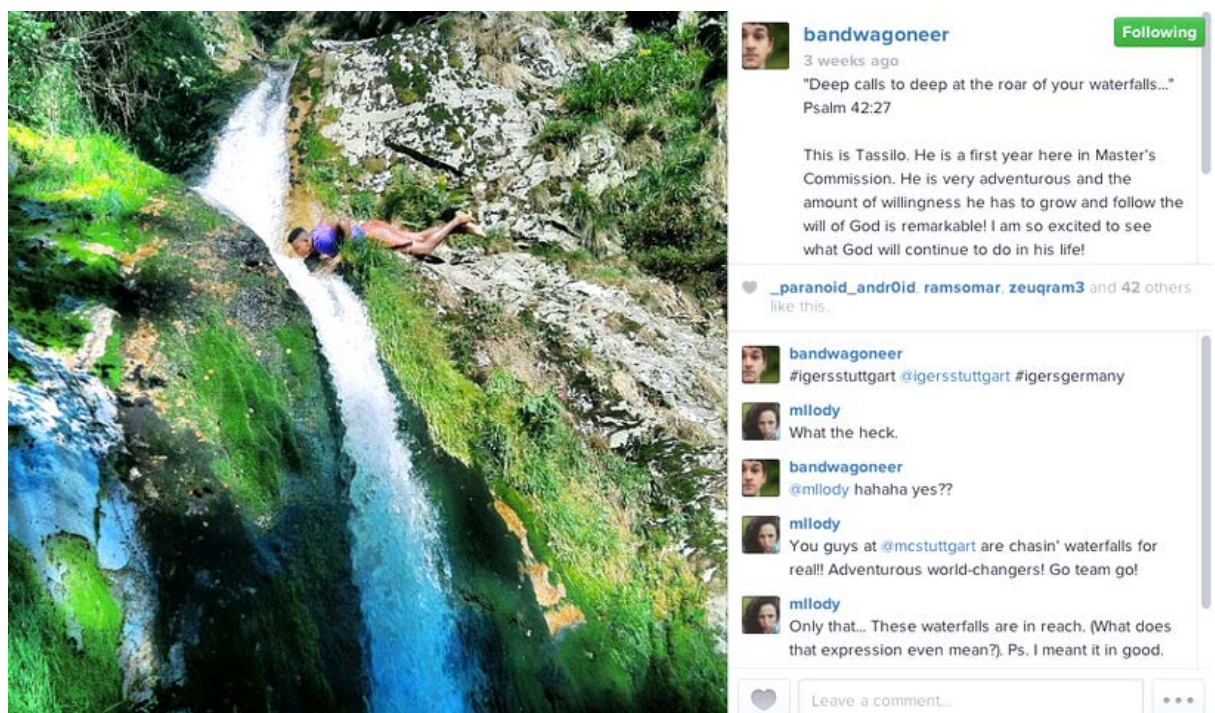 bandwagoneer
Following
3 weeks ago
"Deep calls to deep at the roar of your waterfalls..."
Psalm 42:27
This is Tassilo. He is a first year here in Master's
Commission. He is very adventurous and the
amount of willingness he has to grow and follow the
will of God is remarkable! I am so excited to see
what God will continue to do in his life!
_paranoid_andr0id, ramsomar, zeuqram3 and 42 others
like this.
bandwagoneer
#igersstuttgart @igersstuttgart #igersgermany
mllody
What the heck.
bandwagoneer
@mllody hahaha yes??
mllody
You guys at @mcstuttgart are chasin' waterfalls for
real!! Adventurous world-changers! Go team go!
mllody
Only that... These waterfalls are in reach. (What does
that expression even mean?). Ps. I meant it in good.
Leave a comment...